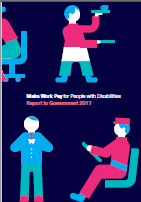 Make Work Pay for People with Disabilities
Report to Government 2017